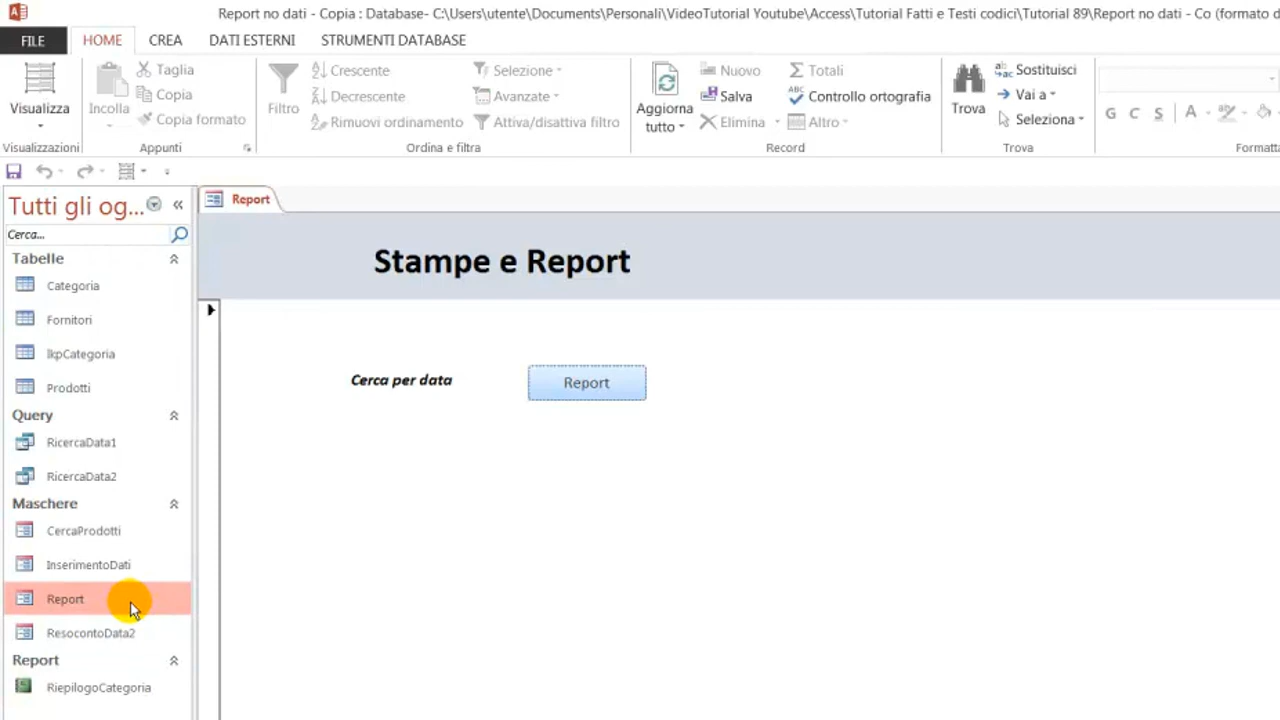 Report no dati - Copia : Database- C:\Users\utente\Documents\Personali\VideoTutorial Youtube\Access\Tutorial Fatti e Testi codici\Tutorial 89\Report no dati - Co (formato d
FILE HOME CREA DATI ESTERNI STRUMENTI DATABASE
Visualizza
Visualizzazioni
Incolla
Taglia
Copia
Copia formato
Appunti
Filtro
Crescente
Decrescente
Rimuovi ordinamento
Selezione
Avanzate
Attiva/disattiva filtro
Ordina e filtra
Aggiorna
tutto
Nuovo
Salva
Elimina
Totali
Controllo ortografia
Altro
Record
Trova
Sostituisci
Vai a
Seleziona
Trova
G C S A
Formatt
Tutti gli og...
Cerca...
Tabelle
Categoria
Fornitori
lkpCategoria
Prodotti
Query
RicercaData1
RicercaData2
Maschere
CercaProdotti
InserimentoDati
Report
ResocontoData2
Report
RiepilogoCategoria
Report
Stampe e Report
Cerca per data
Report